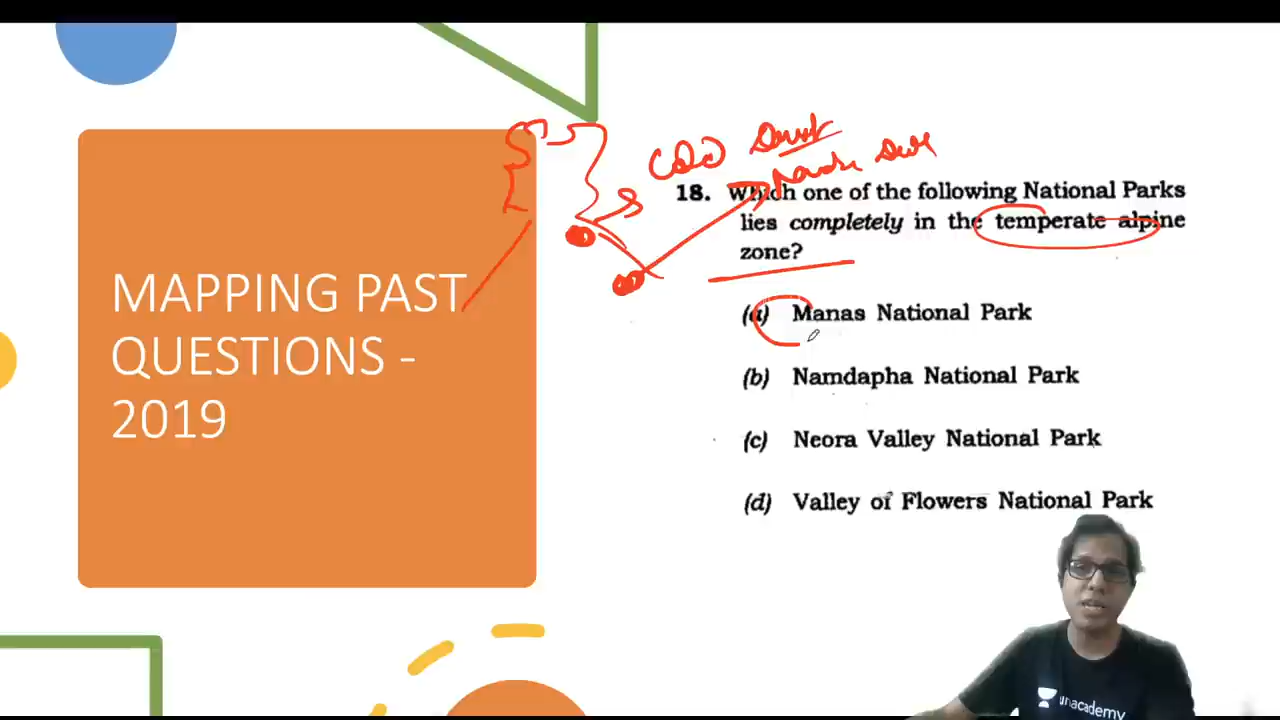 MAPPING PAST
QUESTIONS -
2019
18. Which one of the following National Parks
lies completely in the temperate alpine
zone?
(a) Manas National Park
(b) Namdapha National Park
(c) Neora Valley National Park
(d) Valley of Flowers National Park
unacademy